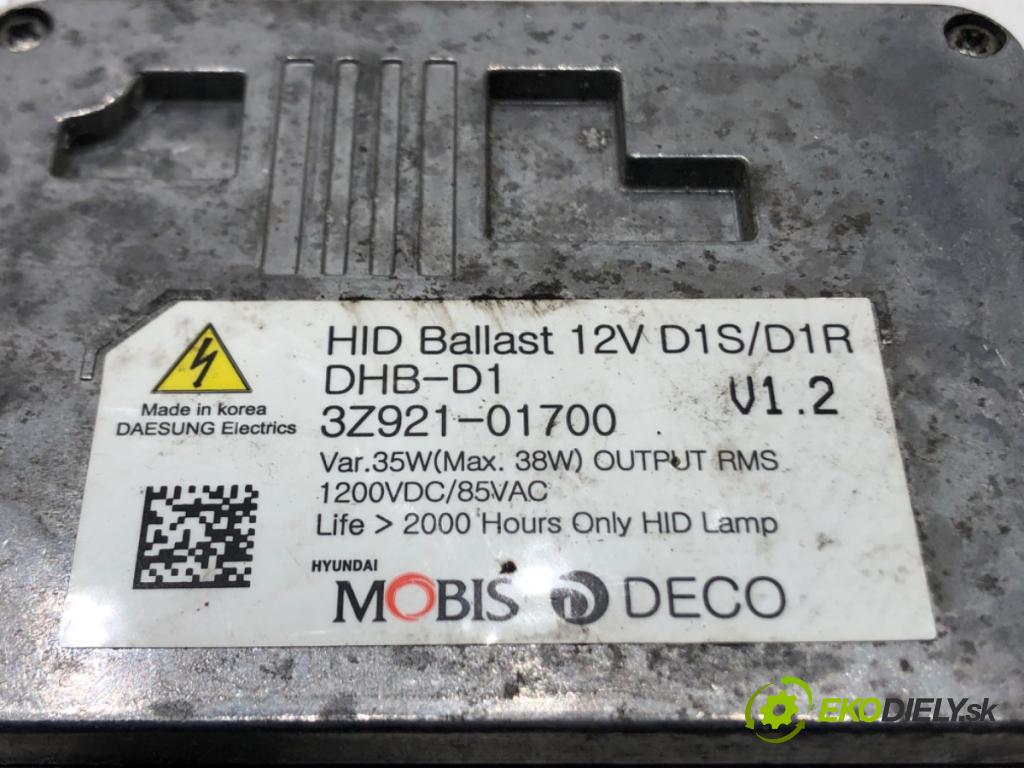 HID Ballast 12V D1S/D1R
DHB-D1
V1.2
3Z921-01700
Made in korea
DAESUNG Electrics
Var.35W(Max. 38W) OUTPUT RMS
1200VDC/85VAC
Life > 2000 Hours Only HID Lamp
HYUNDAI
MOBIS DECO
EKODIELY.sk